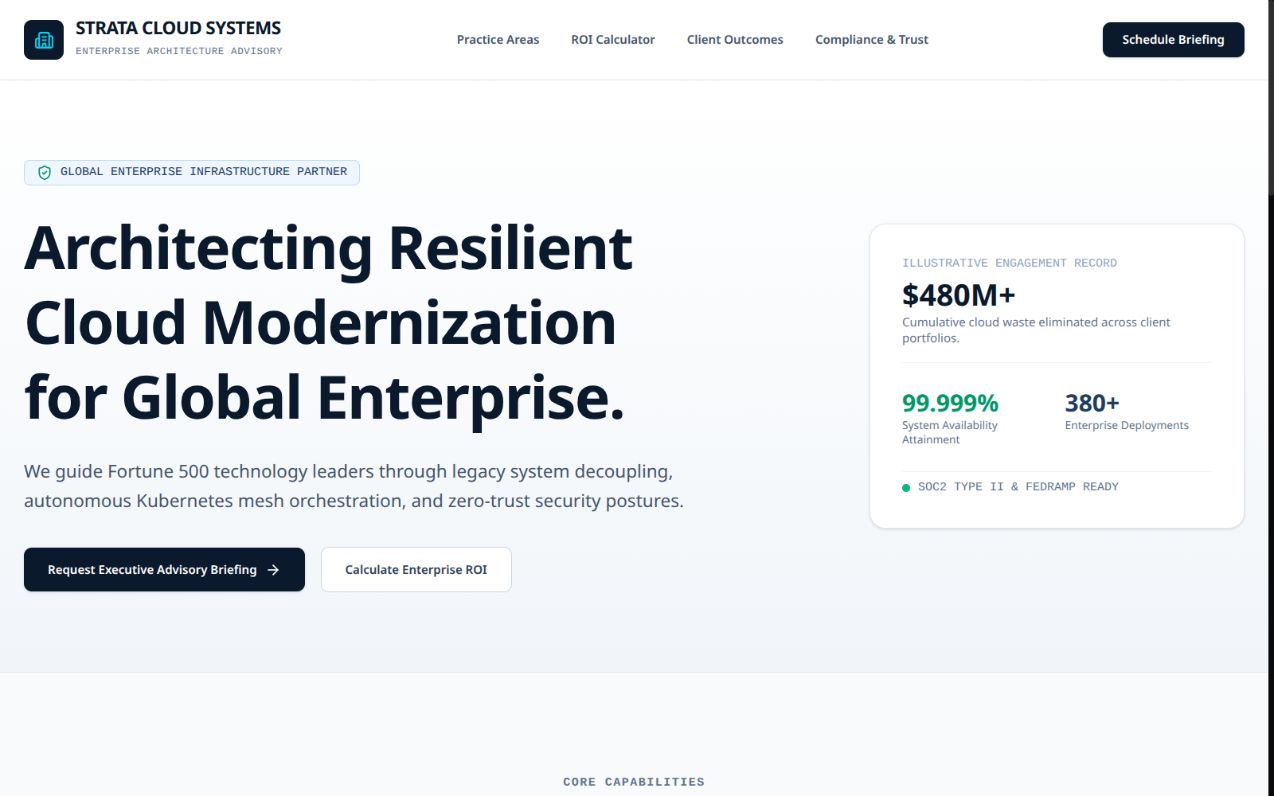 STRATA CLOUD SYSTEMS
ENTERPRISE ARCHITECTURE ADVISORY
Practice Areas
ROI Calculator
Client Outcomes
Compliance & Trust
Schedule Briefing
GLOBAL ENTERPRISE INFRASTRUCTURE PARTNER
Architecting Resilient
Cloud Modernization
for Global Enterprise.
We guide Fortune 500 technology leaders through legacy system decoupling,
autonomous Kubernetes mesh orchestration, and zero-trust security postures.
Request Executive Advisory Briefing
Calculate Enterprise ROI
ILLUSTRATIVE ENGAGEMENT RECORD
$480M+
Cumulative cloud waste eliminated across client
portfolios.
99.999%
System Availability
Attainment
380+
Enterprise Deployments
SOC2 TYPE II & FEDRAMP READY
CORE CAPABILITIES